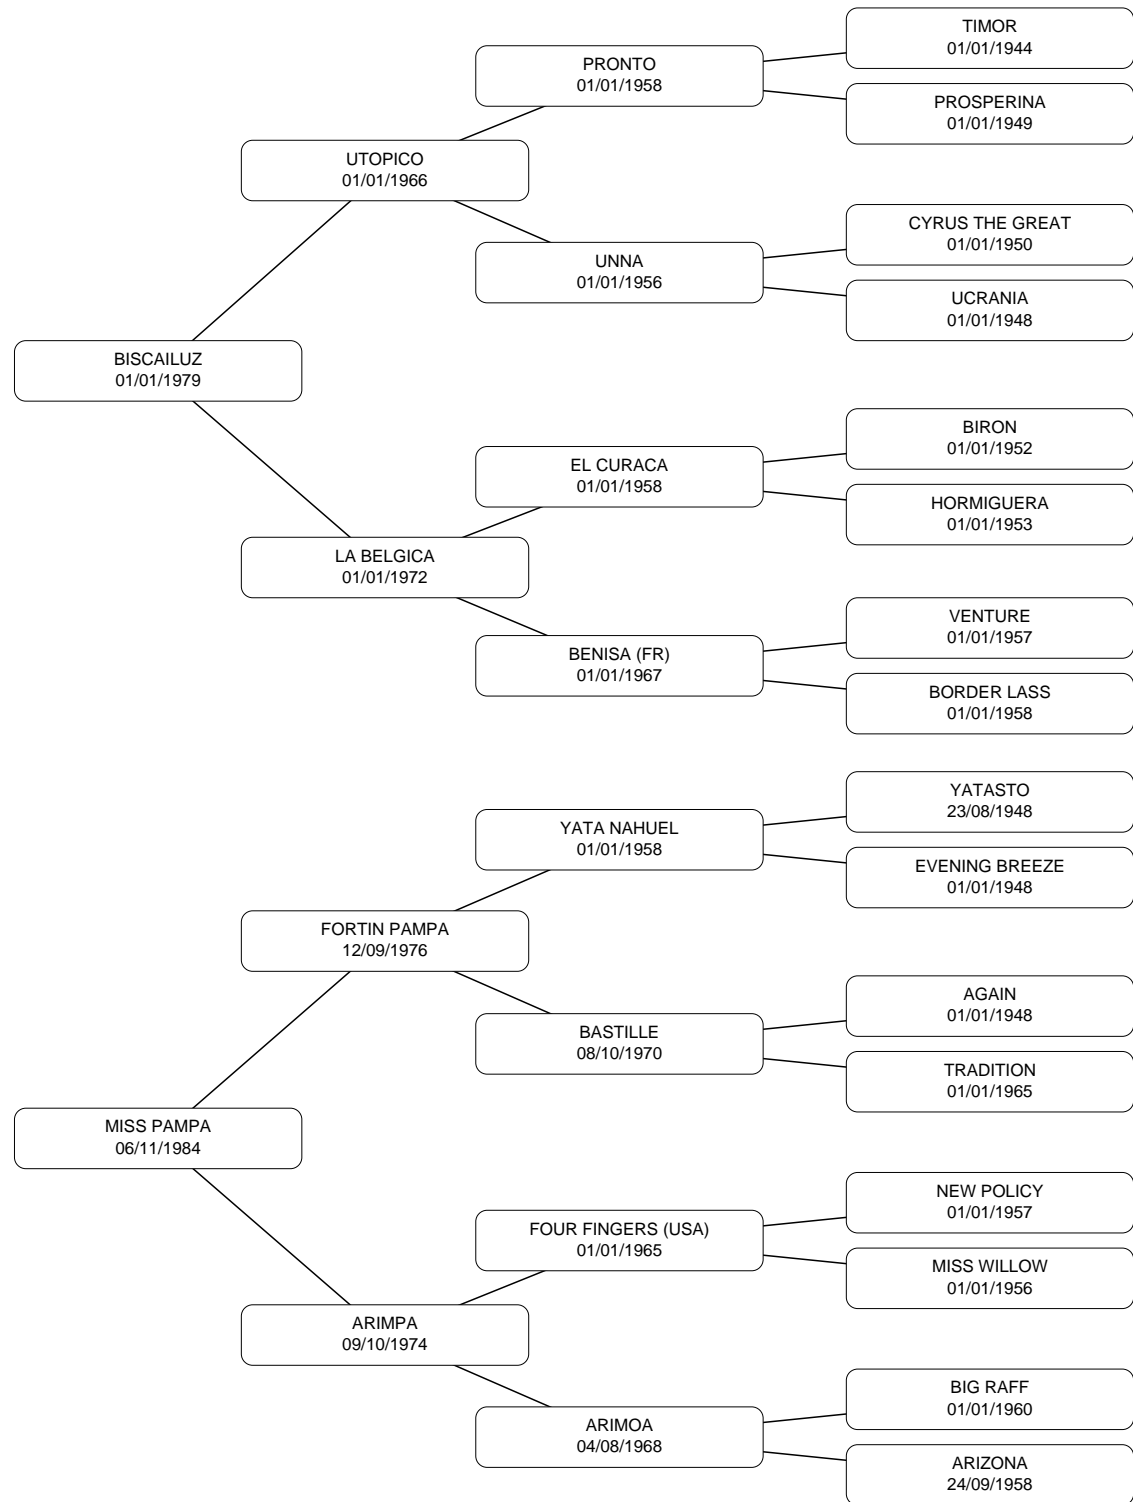 TIMOR
01/01/1944
PRONTO
01/01/1958
PROSPERINA
01/01/1949
UTOPICO
01/01/1966
CYRUS THE GREAT
01/01/1950
UNNA
01/01/1956
UCRANIA
01/01/1948
BISCAILUZ
01/01/1979
BIRON
01/01/1952
EL CURACA
01/01/1958
HORMIGUERA
01/01/1953
LA BELGICA
01/01/1972
VENTURE
01/01/1957
BENISA (FR)
01/01/1967
BORDER LASS
01/01/1958
YATASTO
23/08/1948
YATA NAHUEL
01/01/1958
EVENING BREEZE
01/01/1948
FORTIN PAMPA
12/09/1976
AGAIN
01/01/1948
BASTILLE
08/10/1970
TRADITION
01/01/1965
MISS PAMPA
06/11/1984
NEW POLICY
01/01/1957
FOUR FINGERS (USA)
01/01/1965
MISS WILLOW
01/01/1956
ARIMPA
09/10/1974
BIG RAFF
01/01/1960
ARIMOA
04/08/1968
ARIZONA
24/09/1958